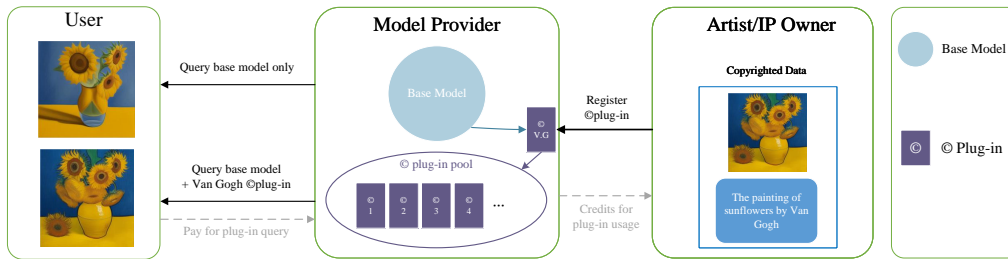 User
Model Provider
Artist/IP Owner
Query base model only
Base Model
Register
©plug-in
©
V.G
Copyrighted Data
Query base model
+ Van Gogh ©plug-in
© plug-in pool
©
1
©
2
©
3
©
4
...
Pay for plug-in query
Credits for
plug-in usage
The painting of
sunflowers by Van
Gogh
Base Model
©
© Plug-in